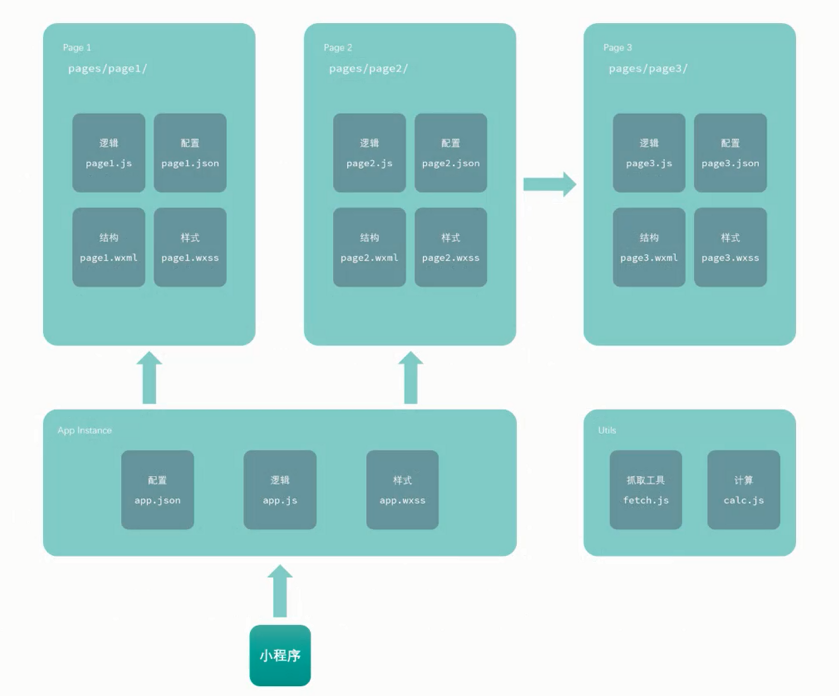 Page 1
pages/page1/
逻辑
page1.js
配置
page1.json
结构
page1.wxml
样式
page1.wxss
Page 2
pages/page2/
逻辑
page2.js
配置
page2.json
结构
page2.wxml
样式
page2.wxss
Page 3
pages/page3/
逻辑
page3.js
配置
page3.json
结构
page3.wxml
样式
page3.wxss
App Instance
配置
app.json
逻辑
app.js
样式
app.wxss
Utils
抓取工具
fetch.js
计算
calc.js
小程序